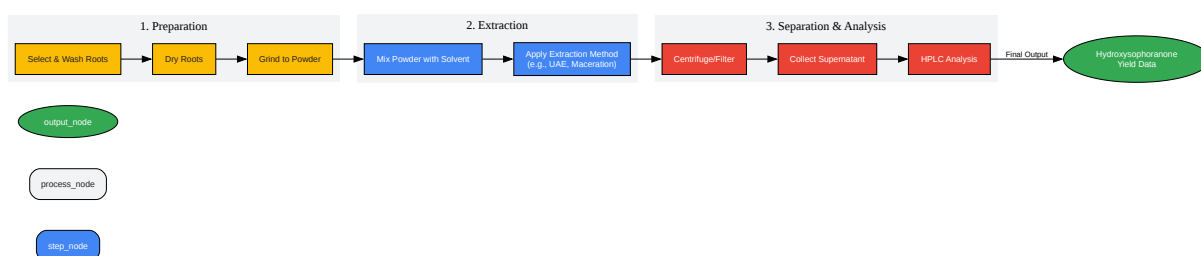 1. Preparation
Select & Wash Roots
Dry Roots
Grind to Powder
2. Extraction
Mix Powder with Solvent
Apply Extraction Method
(e.g., UAE, Maceration)
3. Separation & Analysis
Centrifuge/Filter
Collect Supernatant
HPLC Analysis
Final Output
Hydroxysophoranone
Yield Data
output_node
process_node
step_node